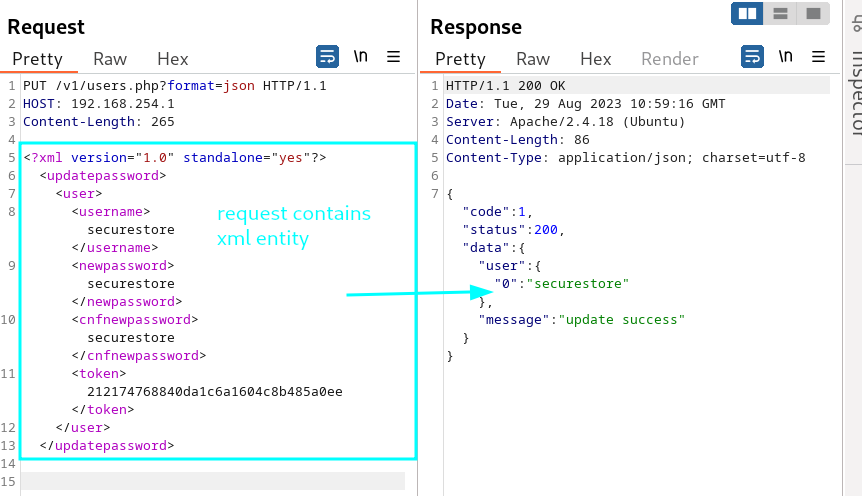 Request
Pretty Raw Hex \n
1 PUT /v1/users.php?format=json HTTP/1.1
2 HOST: 192.168.254.1
3 Content-Length: 265
4
5 <?xml version="1.0" standalone="yes"?>
6 <updatepassword>
7 <user>
8 <username>
securestore
</username>
9 <newpassword>
securestore
</newpassword>
10 <cnfnewpassword>
securestore
</cnfnewpassword>
11 <token>
212174768840da1c6a1604c8b485a0ee
</token>
12 </user>
13 </updatepassword>
14
15
request contains
xml entity
Response
Pretty Raw Hex Render \n
1 HTTP/1.1 200 OK
2 Date: Tue, 29 Aug 2023 10:59:16 GMT
3 Server: Apache/2.4.18 (Ubuntu)
4 Content-Length: 86
5 Content-Type: application/json; charset=utf-8
6
7 {
"code":1,
"status":200,
"data":{
"user":{
"0":"securestore"
},
"message":"update success"
}
}
Inspector